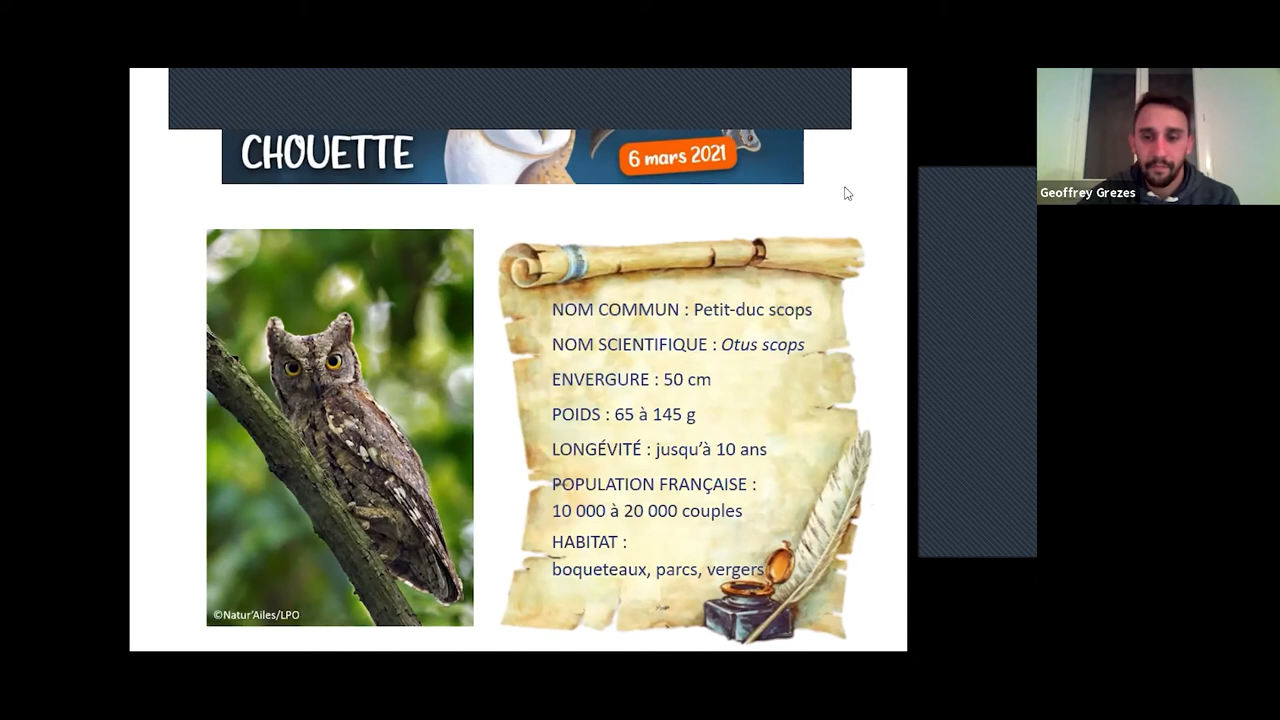 CHOUETTE
6 mars 2021
Geoffrey Grezes
NOM COMMUN : Petit-duc scops
NOM SCIENTIFIQUE : Otus scops
ENVERGURE : 50 cm
POIDS : 65 à 145 g
LONGÉVITÉ : jusqu'à 10 ans
POPULATION FRANÇAISE :
10 000 à 20 000 couples
HABITAT :
boqueteaux, parcs, vergers
©Natur'Ailes/LPO